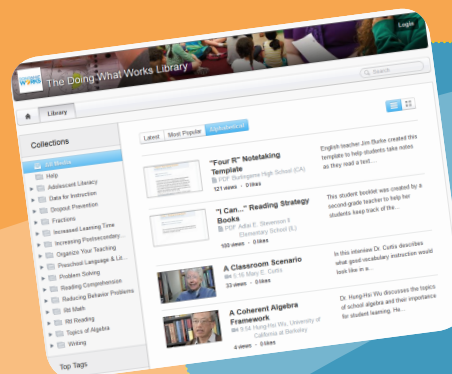 Login
WORKS
The Doing What Works Library
Search
Library
Collections
Latest
Most Popular
Alphabetical
All Media
Help
Adolescent Literacy
Data for Instruction
Dropout Prevention
Fractions
Increased Learning Time
Increasing Postsecondary...
Organize Your Teaching
Preschool Language & Lo...
Problem Solving
Reading Comprehension
Reducing Behavior Problems
RtI Math
RtI Reading
Topics of Algebra
Writing
Top Tags
"Four R" Notetaking
Template
PDF Burlingame High School (CA)
121 views - 0 likes
English teacher Jim Burke created this
template to help students take notes
as they read a text ...
"I Can..." Reading Strategy
Books
PDF Adlai E. Stevenson II
Elementary School (IL)
100 views - 0 likes
This student booklet was created by a
second-grade teacher to help her
students keep track of the...
A Classroom Scenario
5:16 Mary E. Curtis
33 views - 0 likes
In this interview Dr. Curtis describes
what good vocabulary instruction would
look like in a...
A Coherent Algebra
Framework
9:54 Hung-Hsi Wu, University of
California at Berkeley
4 views - 0 likes
Dr. Hung-Hsi Wu discusses the topics
of school algebra and their importance
for student learning. He...